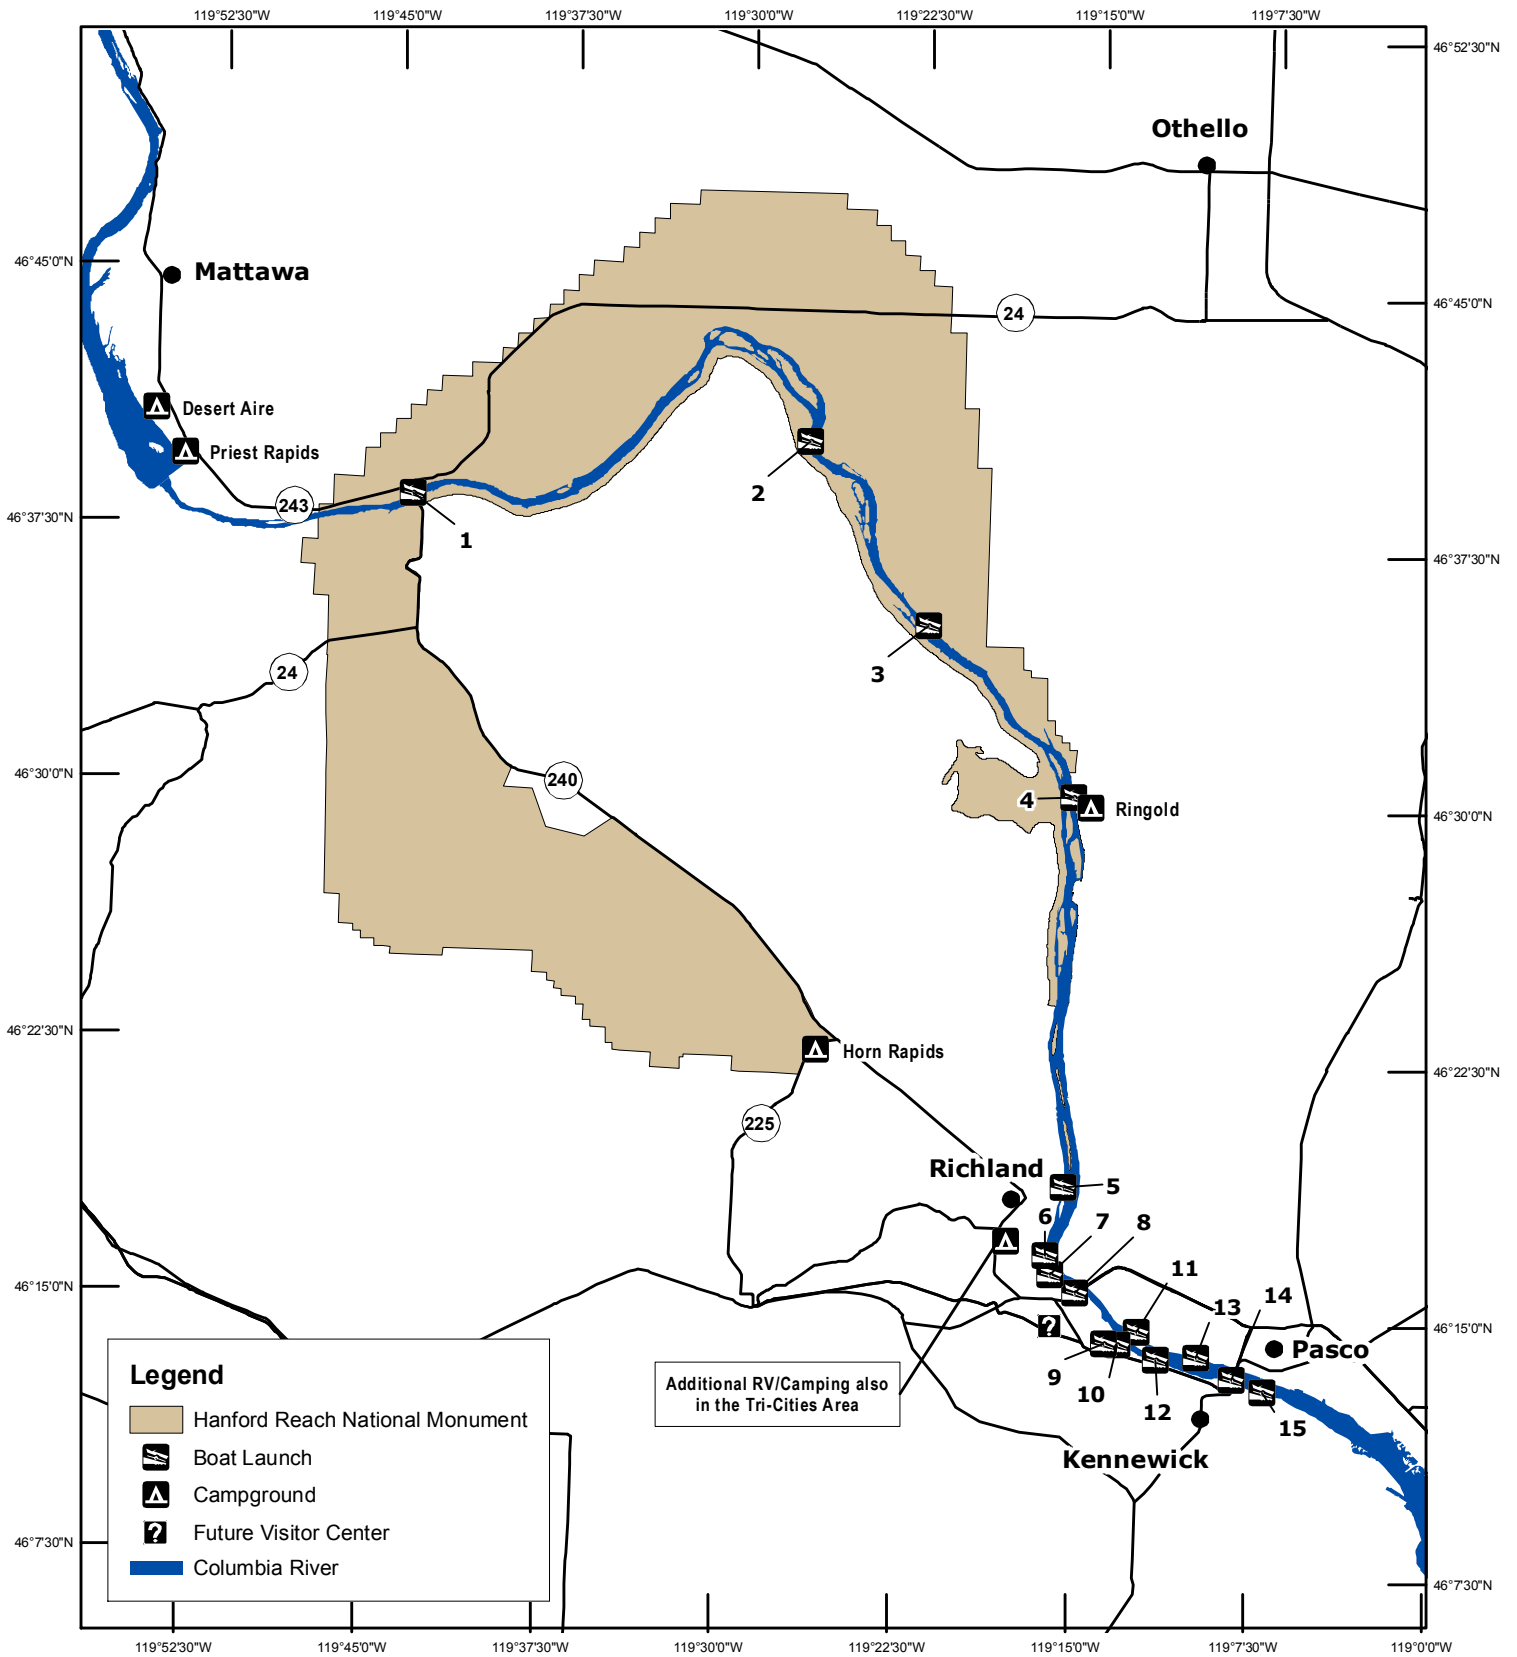 119°52'30"W
119°45'0"W
119°37'30"W
119°30'0"W
119°22'30"W
119°15'0"W
119°7'30"W
46°52'30"N
Othello
46°45'0"N
Mattawa
46°45'0"N
24
Desert Aire
Priest Rapids
2
243
46°37'30"N
1
46°37'30"N
24
3
46°30'0"N
240
4
Ringold
46°30'0"N
46°22'30"N
Horn Rapids
46°22'30"N
225
Richland
5
6
7
8
46°15'0"N
11
13
14
46°15'0"N
Pasco
9
10
12
15
Additional RV/Camping also
in the Tri-Cities Area
Kennewick
Legend
Hanford Reach National Monument
Boat Launch
Campground
Future Visitor Center
Columbia River
?
?
46°7'30"N
46°7'30"N
119°52'30"W
119°45'0"W
119°37'30"W
119°30'0"W
119°22'30"W
119°15'0"W
119°7'30"W
119°0'0"W